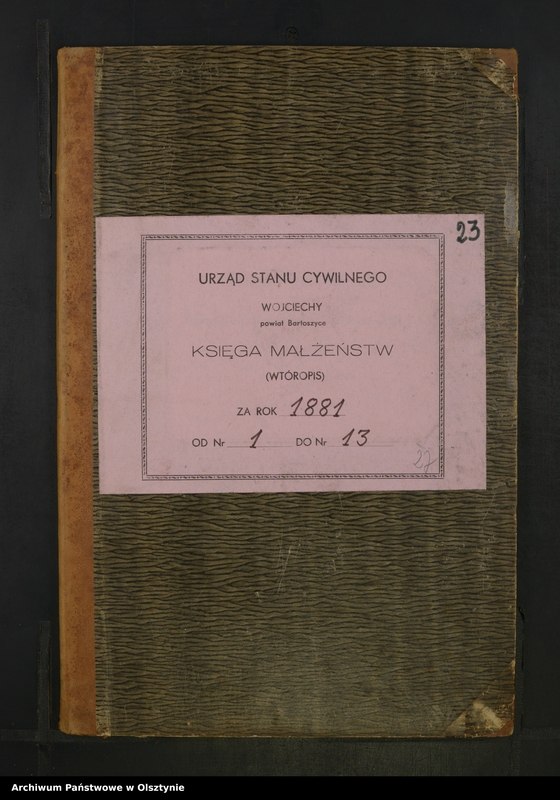 23
URZĄD STANU CYWILNEGO
WOJCIECHY
powiat Bartoszyce
KSIĘGA MAŁŻEŃSTW
(WTÓROPIS)
ZA ROK 1881
OD Nr 1 DO Nr 13
27
Archiwum Państwowe w Olsztynie